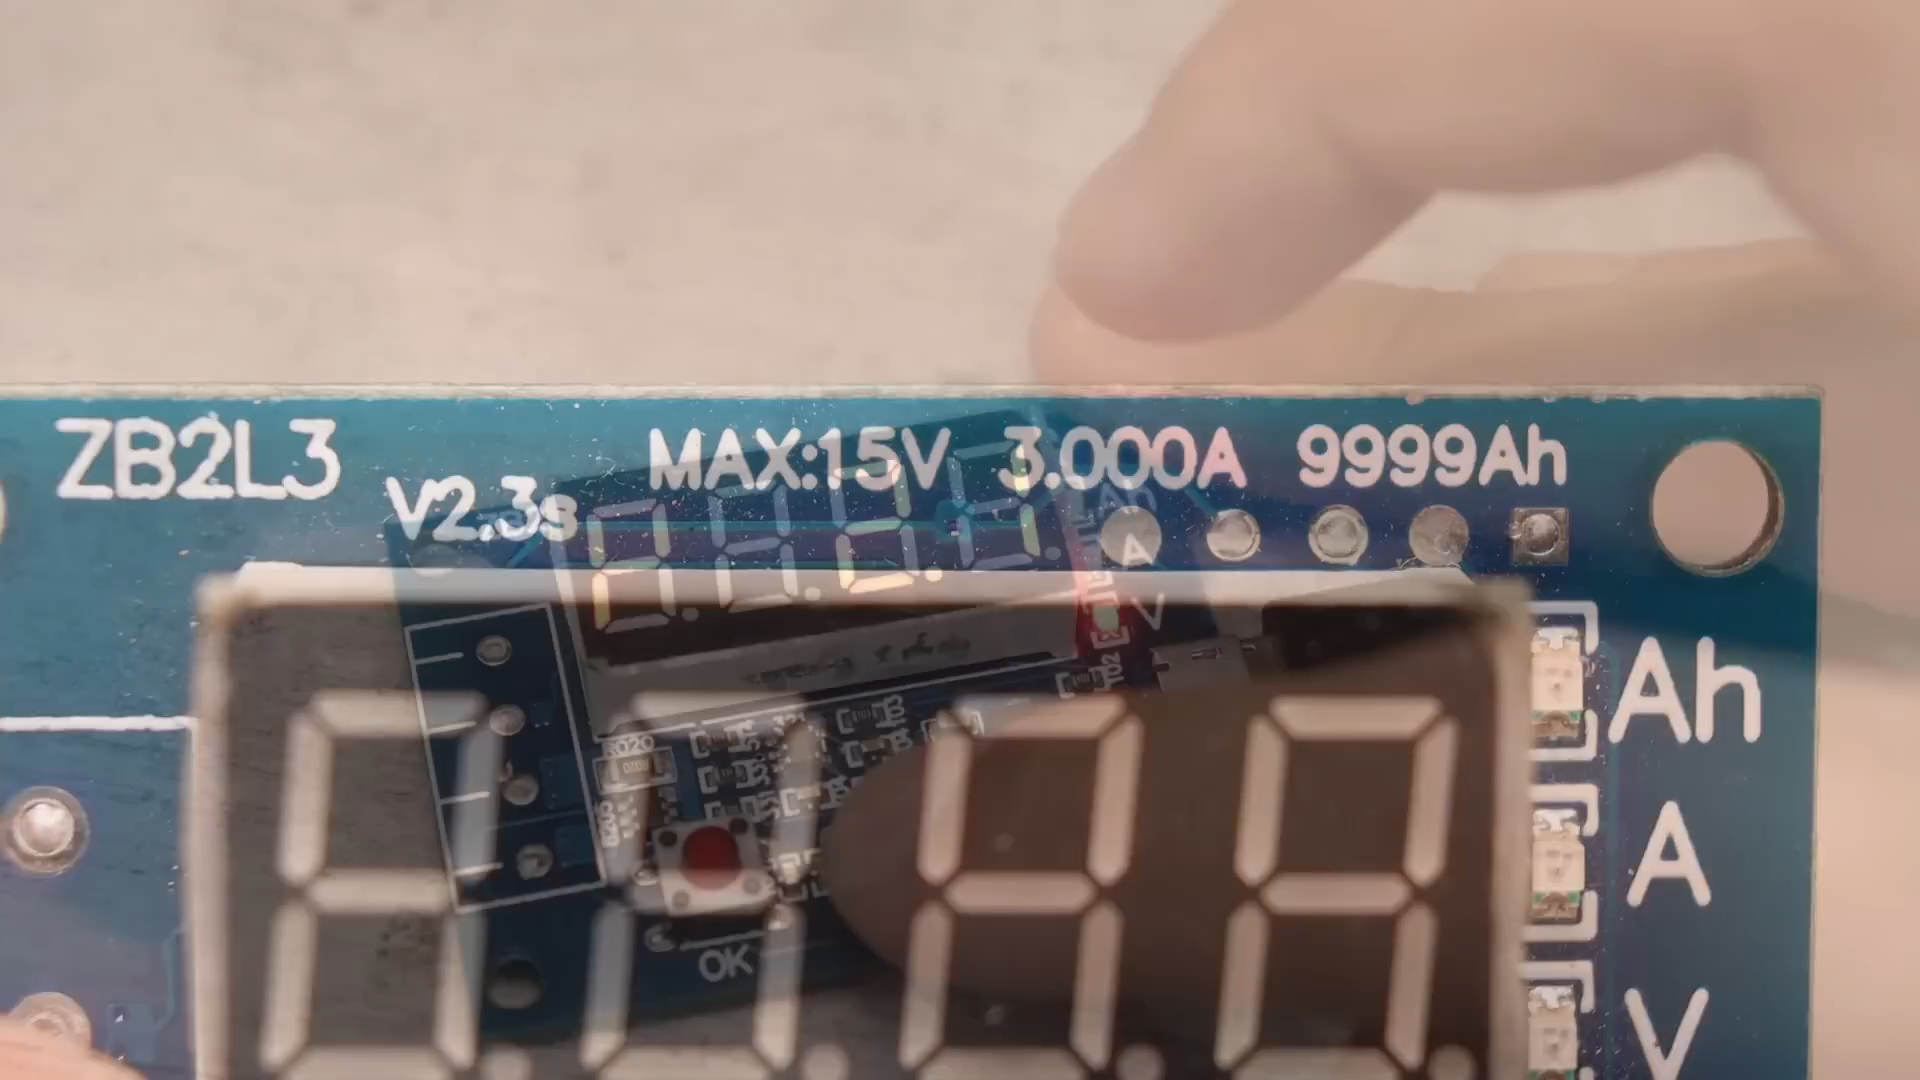 ZB2L3
V2.3s
MAX:15V 3.000A 9999Ah
Ah
A
V
Ah
A
V
R020
OK